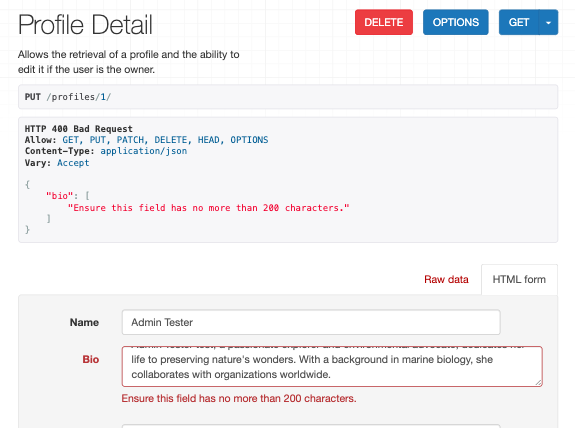 Profile Detail
DELETE
OPTIONS
GET
Allows the retrieval of a profile and the ability to
edit it if the user is the owner.
PUT /profiles/1/
HTTP 400 Bad Request
Allow: GET, PUT, PATCH, DELETE, HEAD, OPTIONS
Content-Type: application/json
Vary: Accept
{
"bio": [
"Ensure this field has no more than 200 characters."
]
}
Raw data
HTML form
Name
Admin Tester
Bio
life to preserving nature's wonders. With a background in marine biology, she
collaborates with organizations worldwide.
Ensure this field has no more than 200 characters.